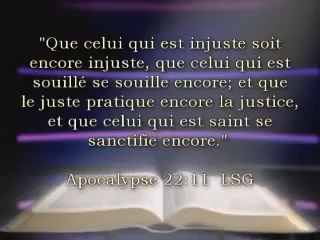 "Que celui qui est injuste soit
encore injuste, que celui qui est
souillé se souille encore; et que
le juste pratique encore la justice,
et que celui qui est saint se
sanctifie encore."
Apocalypse 22:11 LSG